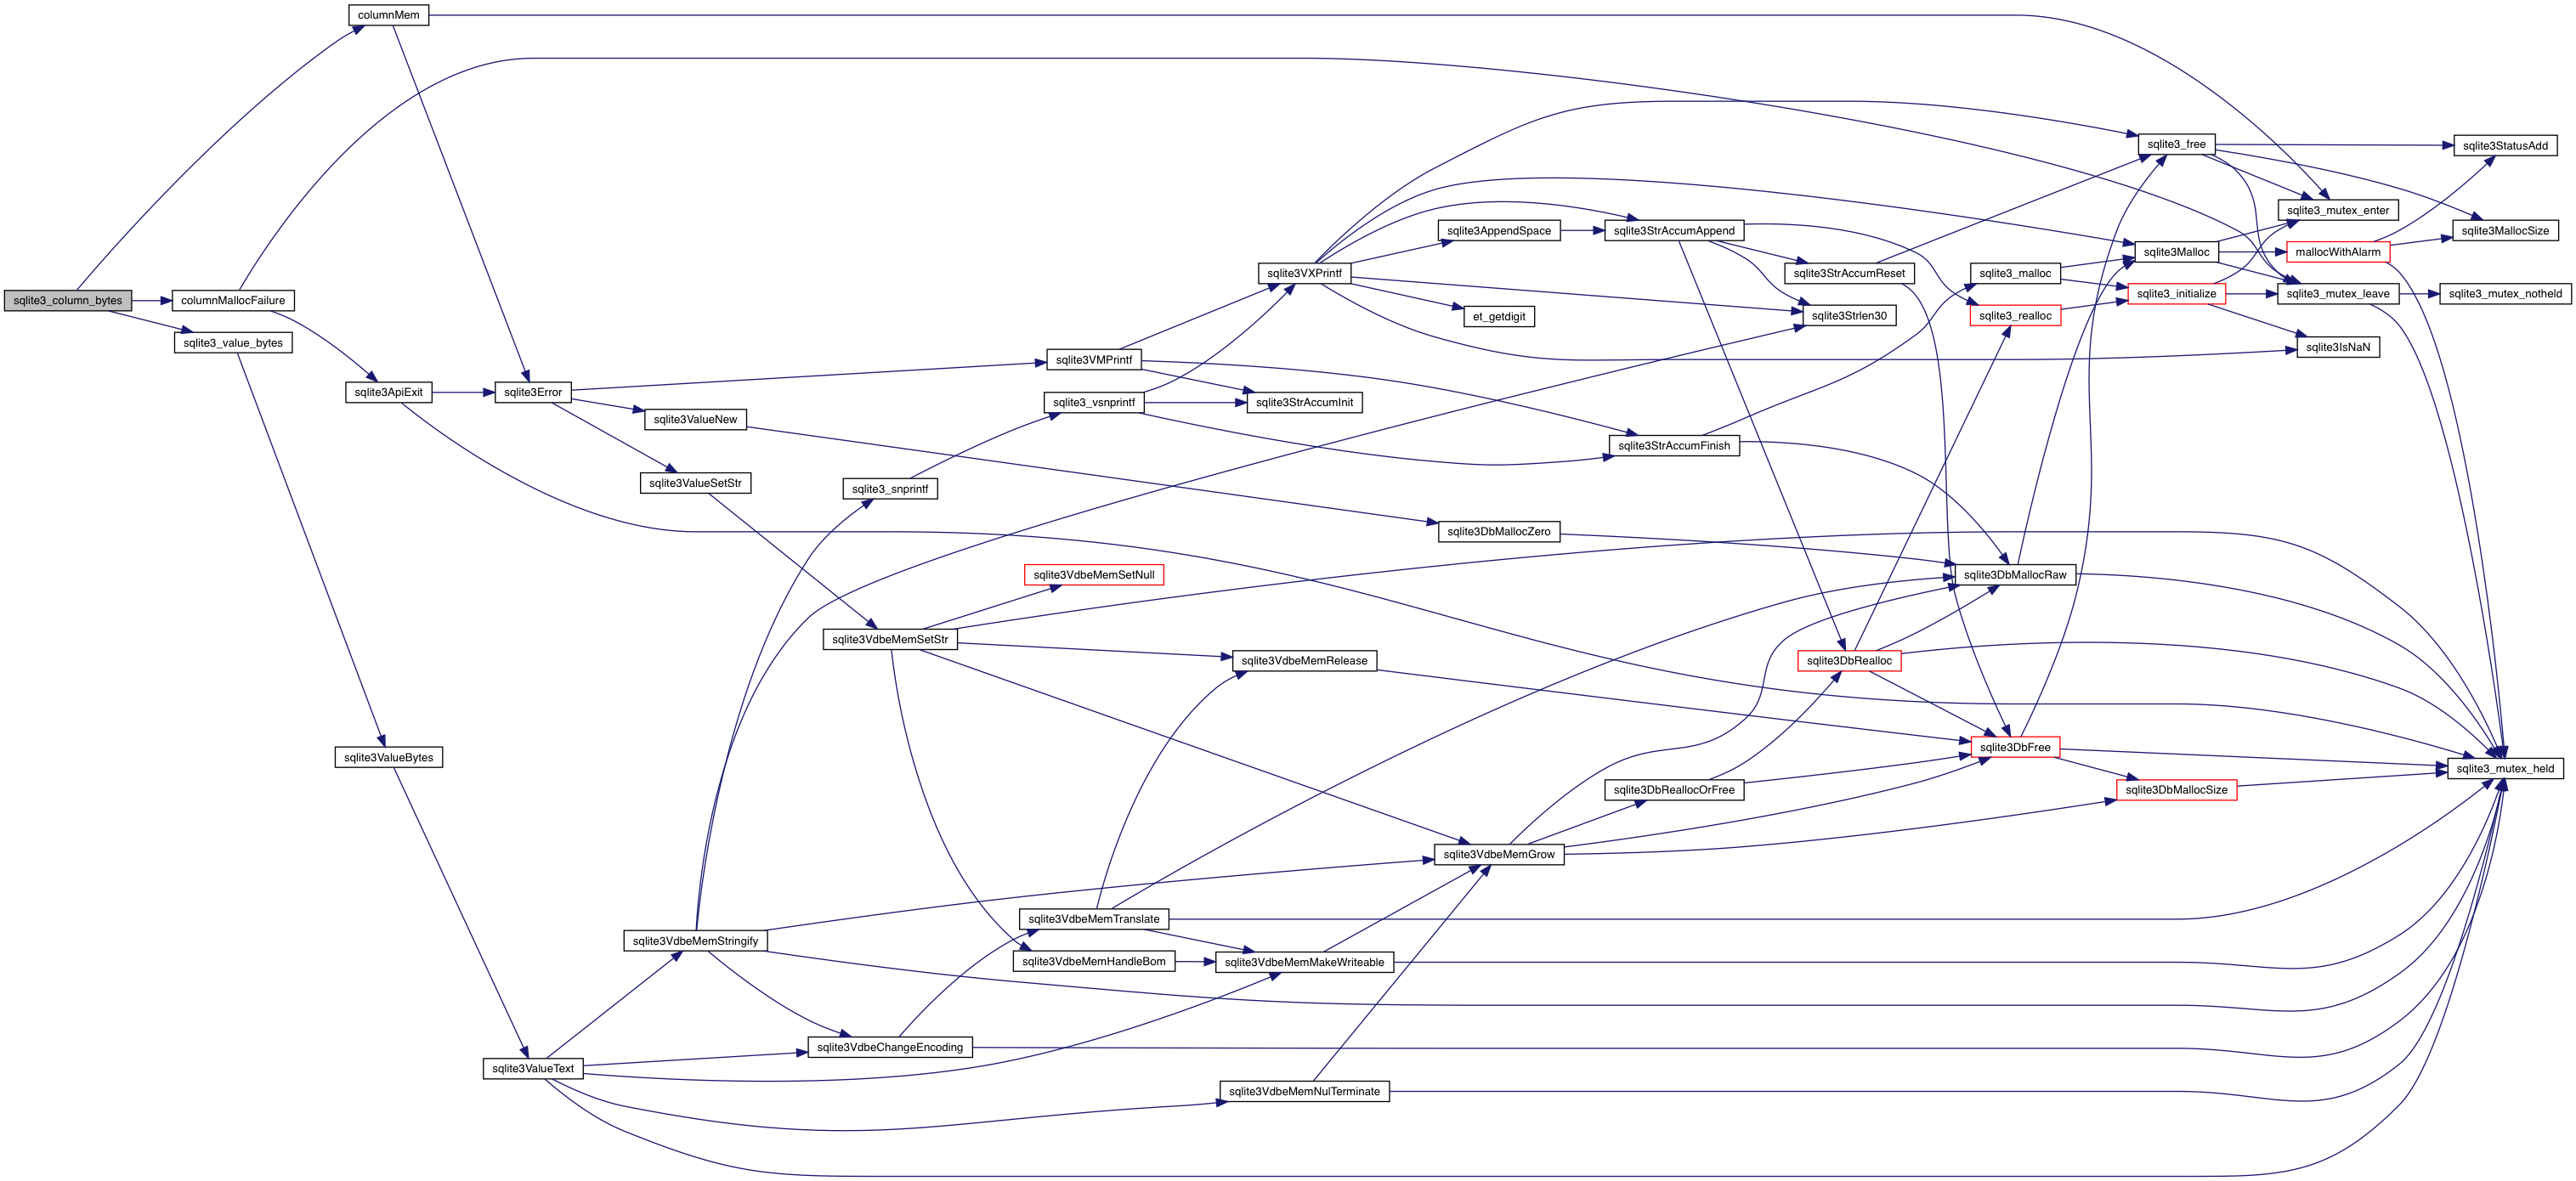 columnMem
sqlite3_column_bytes
columnMallocFailure
sqlite3_value_bytes
sqlite3ApiExit
sqlite3Error
sqlite3ValueNew
sqlite3ValueSetStr
sqlite3ValueBytes
sqlite3ValueText
sqlite3VdbeMemStringify
sqlite3_snprintf
sqlite3VdbeMemSetStr
sqlite3VdbeChangeEncoding
sqlite3VMPrintf
sqlite3_vsnprintf
sqlite3VdbeMemSetNull
sqlite3VdbeMemTranslate
sqlite3VdbeMemHandleBom
sqlite3VXPrintf
sqlite3StrAccumInit
sqlite3VdbeMemRelease
sqlite3VdbeMemMakeWriteable
sqlite3VdbeMemNulTerminate
sqlite3AppendSpace
et_getdigit
sqlite3DbMallocZero
sqlite3VdbeMemGrow
sqlite3StrAccumAppend
sqlite3StrAccumFinish
sqlite3DbReallocOrFree
sqlite3StrAccumReset
sqlite3Strlen30
sqlite3DbRealloc
sqlite3_malloc
sqlite3_realloc
sqlite3DbMallocRaw
sqlite3DbFree
sqlite3_free
sqlite3Malloc
sqlite3_initialize
sqlite3DbMallocSize
sqlite3_mutex_enter
mallocWithAlarm
sqlite3_mutex_leave
sqlite3IsNaN
sqlite3StatusAdd
sqlite3MallocSize
sqlite3_mutex_notheld
sqlite3_mutex_held